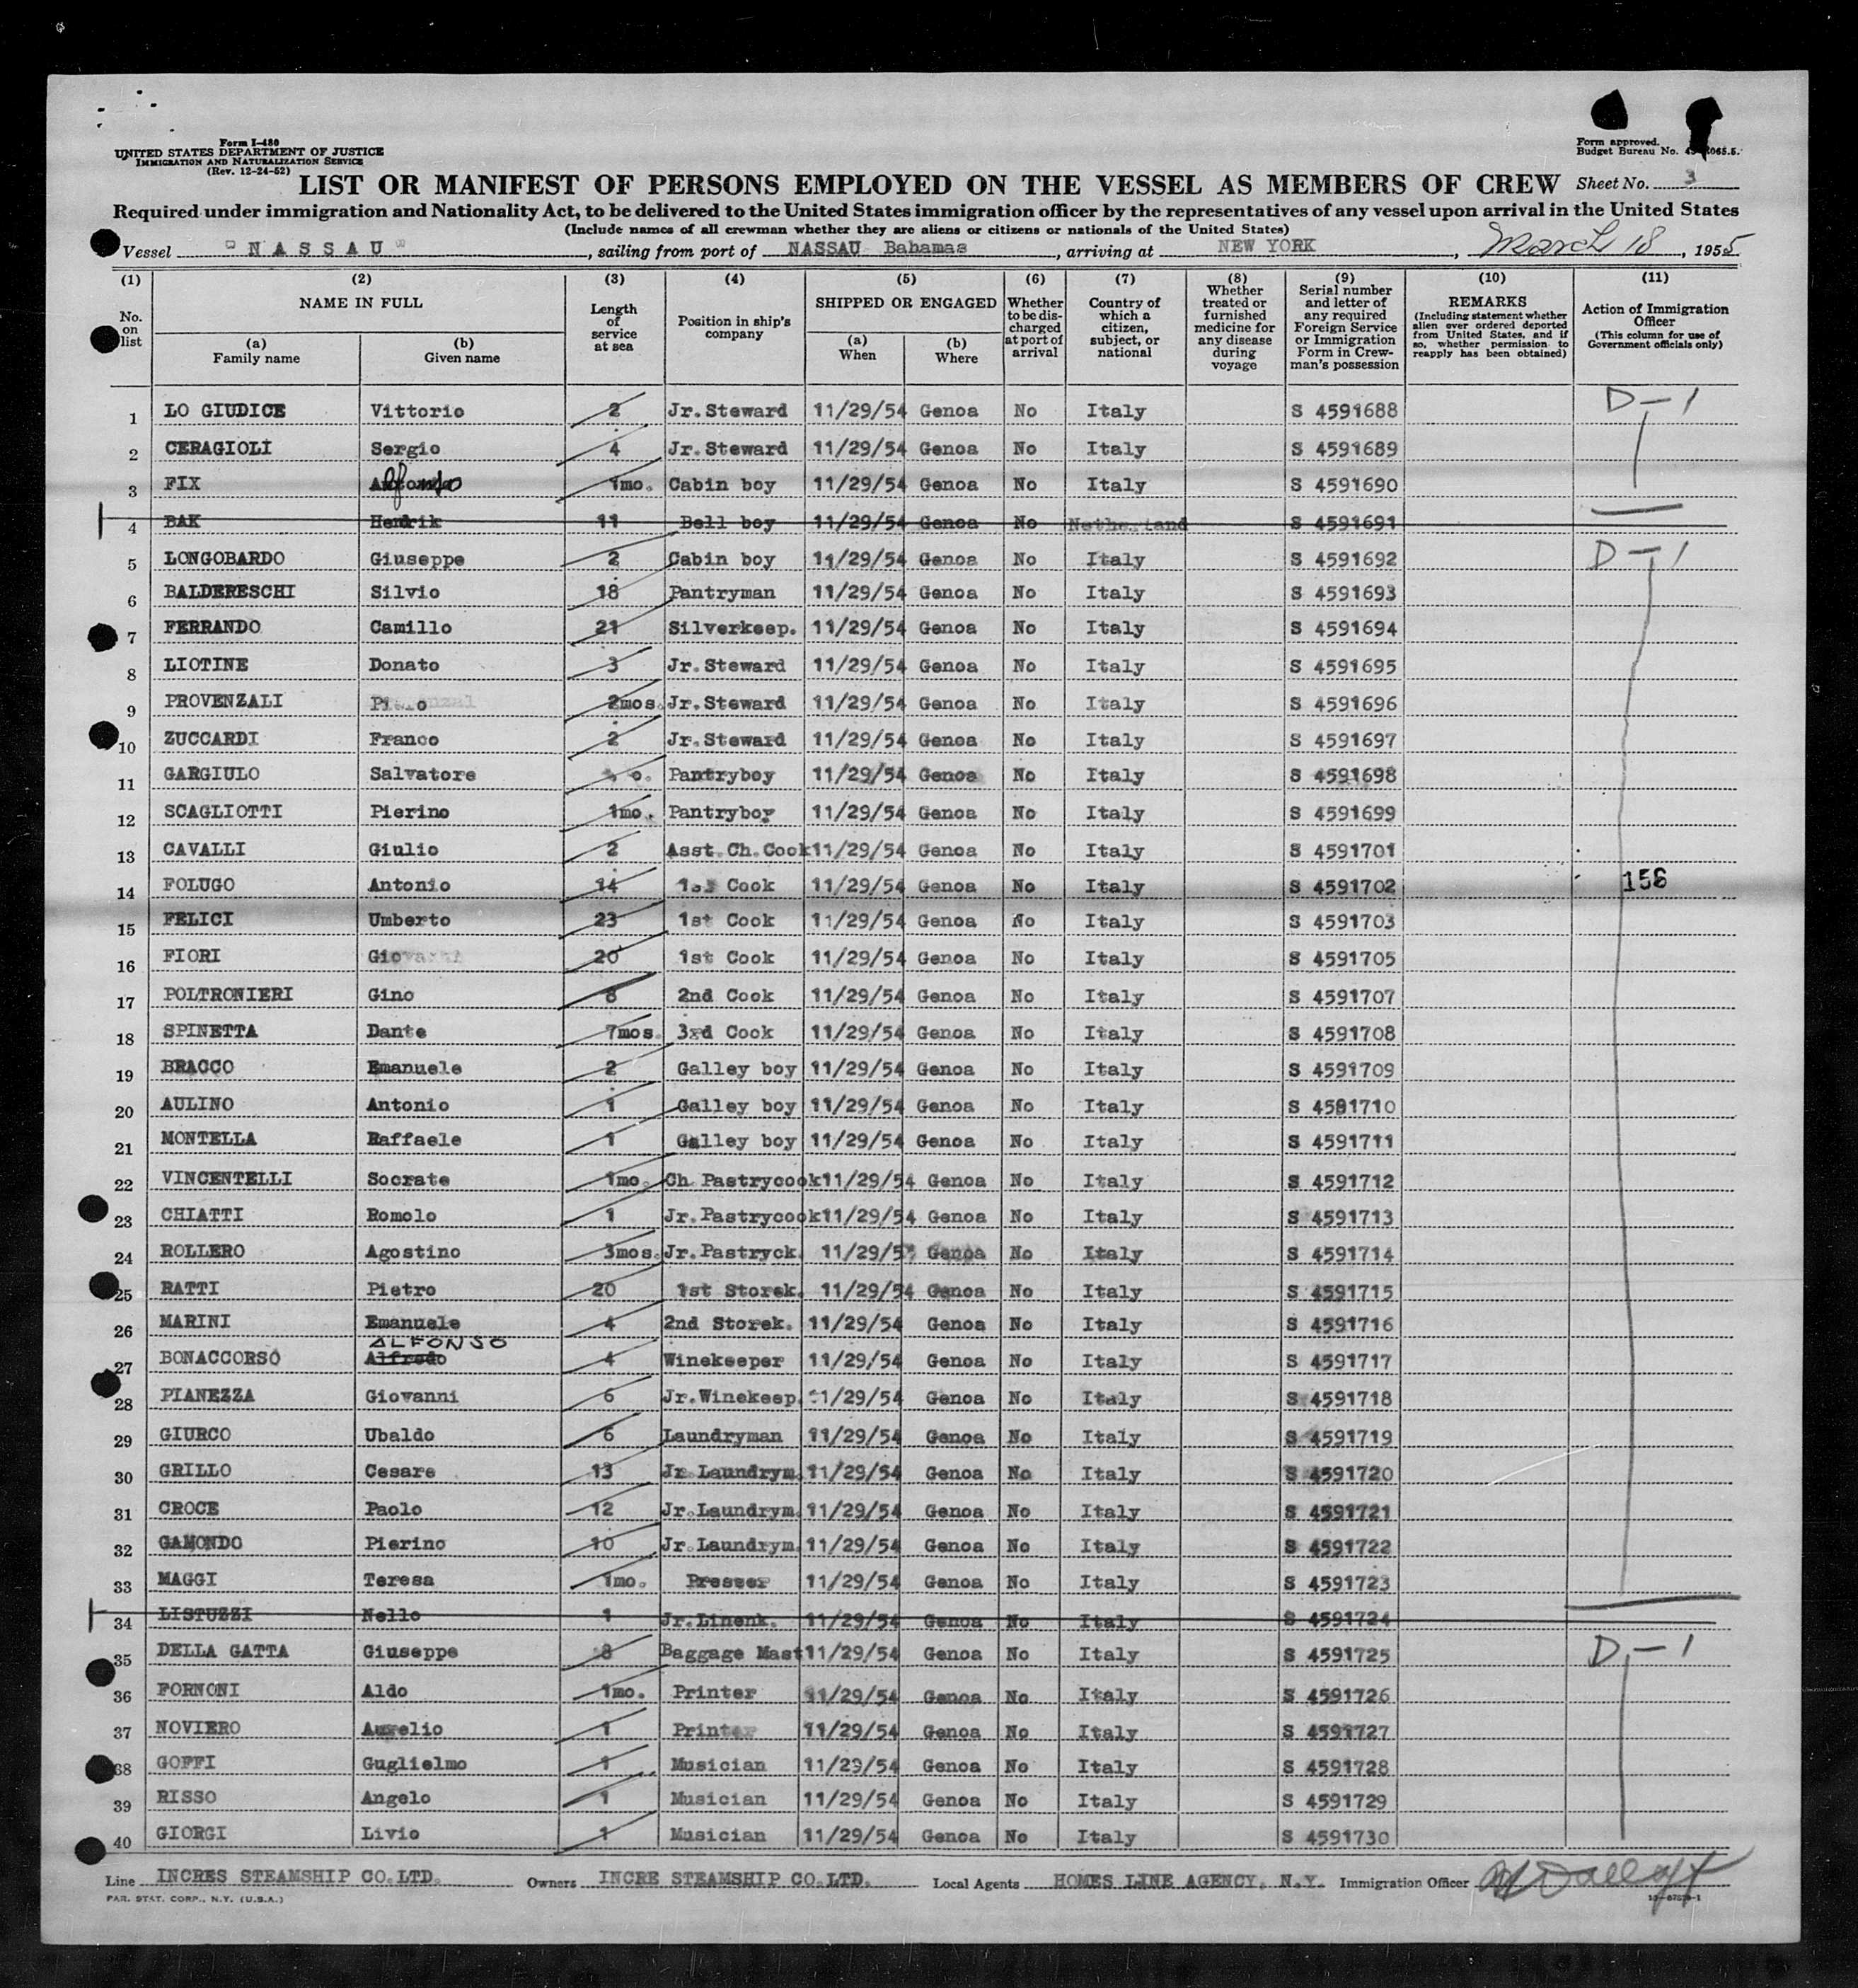 Form I-480
UNITED STATES DEPARTMENT OF JUSTICE
IMMIGRATION AND NATURALIZATION SERVICE
(Rev. 12-24-52)
Form approved.
Budget Bureau No.
LIST OR MANIFEST OF PERSONS EMPLOYED ON THE VESSEL AS MEMBERS OF CREW Sheet No. 3
Required under immigration and Nationality Act, to be delivered to the United States immigration officer by the representatives of any vessel upon arrival in the United States
(Include names of all crewman whether they are aliens or citizens or nationals of the United States)
Vessel "NASSAU", sailing from port of NASSAU Bahamas, arriving at NEW YORK, March 18, 1955
(1) (2) (3) (4) (5) (6) (7) (8) (9) (10) (11)
No. on list NAME IN FULL (a) Family name (b) Given name Length of service at sea Position in ship's company SHIPPED OR ENGAGED (a) When (b) Where Whether to be discharged at port of arrival Country of which a citizen, subject, or national Whether treated or furnished medicine for any disease during voyage Serial number and letter of any required Foreign Service or Immigration Form in Crewman's possession REMARKS (Including statement whether alien ever ordered deported from United States, and if so, whether permission to reapply has been obtained) Action of Immigration Officer (This column for use of Government officials only)
1 LO GIUDICE Vittorio 2 Jr.Steward 11/29/54 Genoa No Italy S 4591688 D-1
2 CERAGIOLI Sergio 4 Jr.Steward 11/29/54 Genoa No Italy S 4591689
3 FIX 1mo. Cabin boy 11/29/54 Genoa No Italy S 4591690
4 BAK Hendrik 11 Bell boy 11/29/54 Genoa No Netherland S 4591691
5 LONGOBARDO Giuseppe 2 Cabin boy 11/29/54 Genoa No Italy S 4591692 D-1
6 BALDERESCHI Silvio 18 Pantryman 11/29/54 Genoa No Italy S 4591693
7 FERRANDO Camillo 21 Silverkeep. 11/29/54 Genoa No Italy S 4591694
8 LIOTINE Donato 3 Jr.Steward 11/29/54 Genoa No Italy S 4591695
9 PROVENZALI 2mos. Jr.Steward 11/29/54 Genoa No Italy S 4591696
10 ZUCCARDI Franco 2 Jr.Steward 11/29/54 Genoa No Italy S 4591697
11 GARGIULO Salvatore Pantryboy 11/29/54 Genoa No Italy S 4591698
12 SCAGLIOTTI Pierino 1mo. Pantryboy 11/29/54 Genoa No Italy S 4591699
13 CAVALLI Giulio 2 Asst.Ch.Cook 11/29/54 Genoa No Italy S 4591701
14 FOLUGO Antonio 14 1st Cook 11/29/54 Genoa No Italy S 4591702 156
15 FELICI Umberto 23 1st Cook 11/29/54 Genoa No Italy S 4591703
16 FIORI Giovanni 20 1st Cook 11/29/54 Genoa No Italy S 4591705
17 POLTRONIERI Gino 8 2nd Cook 11/29/54 Genoa No Italy S 4591707
18 SPINETTA Dante 7mos. 3rd Cook 11/29/54 Genoa No Italy S 4591708
19 BRACCO Emanuele 2 Galley boy 11/29/54 Genoa No Italy S 4591709
20 AULINO Antonio 1 Galley boy 11/29/54 Genoa No Italy S 4591710
21 MONTELLA Raffaele 1 Galley boy 11/29/54 Genoa No Italy S 4591711
22 VINCENTELLI Socrate 1mo. Ch.Pastrycook 11/29/54 Genoa No Italy S 4591712
23 CHIATTI Romolo 1 Jr.Pastrycook 11/29/54 Genoa No Italy S 4591713
24 ROLLERO Agostino 3mos. Jr.Pastryck. 11/29/54 Genoa No Italy S 4591714
25 RATTI Pietro 20 1st Storek. 11/29/54 Genoa No Italy S 4591715
26 MARINI Emanuele 4 2nd Storek. 11/29/54 Genoa No Italy S 4591716
ALFONSO
27 BONACCORSO Alfredo 4 Winekeeper 11/29/54 Genoa No Italy S 4591717
28 PIANEZZA Giovanni 6 Jr.Winekeep. 11/29/54 Genoa No Italy S 4591718
29 GIURCO Ubaldo 6 Laundryman 11/29/54 Genoa No Italy S 4591719
30 GRILLO Cesare 13 Jr.Laundrym. 11/29/54 Genoa No Italy S 4591720
31 CROCE Paolo 12 Jr.Laundrym. 11/29/54 Genoa No Italy S 4591721
32 GAMONDO Pierino 10 Jr.Laundrym. 11/29/54 Genoa No Italy S 4591722
33 MAGGI Teresa 1mo. Presser 11/29/54 Genoa No Italy S 4591723
34 LISTUZZI Nello 1 Jr.Linenk. 11/29/54 Genoa No Italy S 4591724
35 DELLA GATTA Giuseppe 8 Baggage Mast 11/29/54 Genoa No Italy S 4591725 D-1
36 FORNONI Aldo 1mo. Printer 11/29/54 Genoa No Italy S 4591726
37 NOVIERO Aurelio 1 Printer 11/29/54 Genoa No Italy S 4591727
38 GOFFI Guglielmo 1 Musician 11/29/54 Genoa No Italy S 4591728
39 RISSO Angelo 1 Musician 11/29/54 Genoa No Italy S 4591729
40 GIORGI Livio 1 Musician 11/29/54 Genoa No Italy S 4591730
Line INCRES STEAMSHIP CO.LTD. Owners INCRE STEAMSHIP CO.LTD. Local Agents HOMES LINE AGENCY, N.Y. Immigration Officer
PAR. STAT. CORP., N.Y. (U.S.A.)